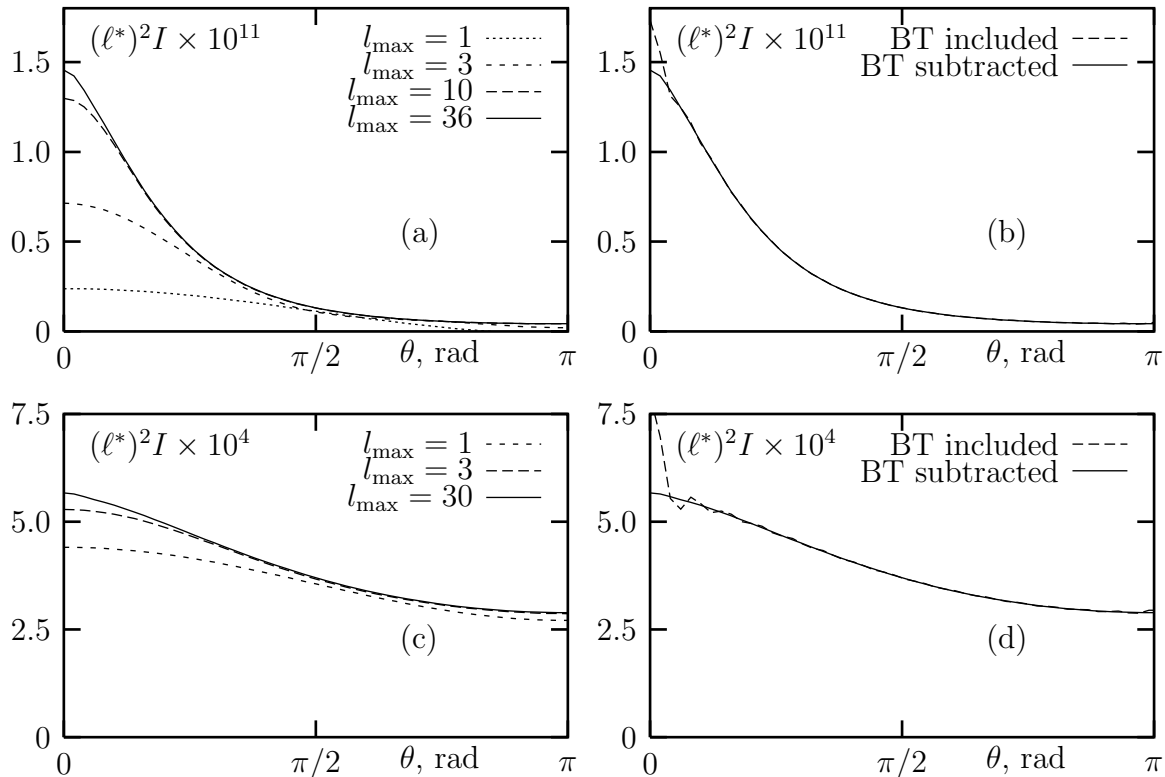 (ℓ*)²I × 10¹¹
l_max = 1
l_max = 3
l_max = 10
l_max = 36
1.5
1.0
0.5
0
(a)
0
π/2
θ, rad
π
(ℓ*)²I × 10¹¹
BT included
BT subtracted
1.5
1.0
0.5
0
(b)
0
π/2
θ, rad
π
(ℓ*)²I × 10⁴
l_max = 1
l_max = 3
l_max = 30
7.5
5.0
2.5
0
(c)
0
π/2
θ, rad
π
(ℓ*)²I × 10⁴
BT included
BT subtracted
7.5
5.0
2.5
0
(d)
0
π/2
θ, rad
π